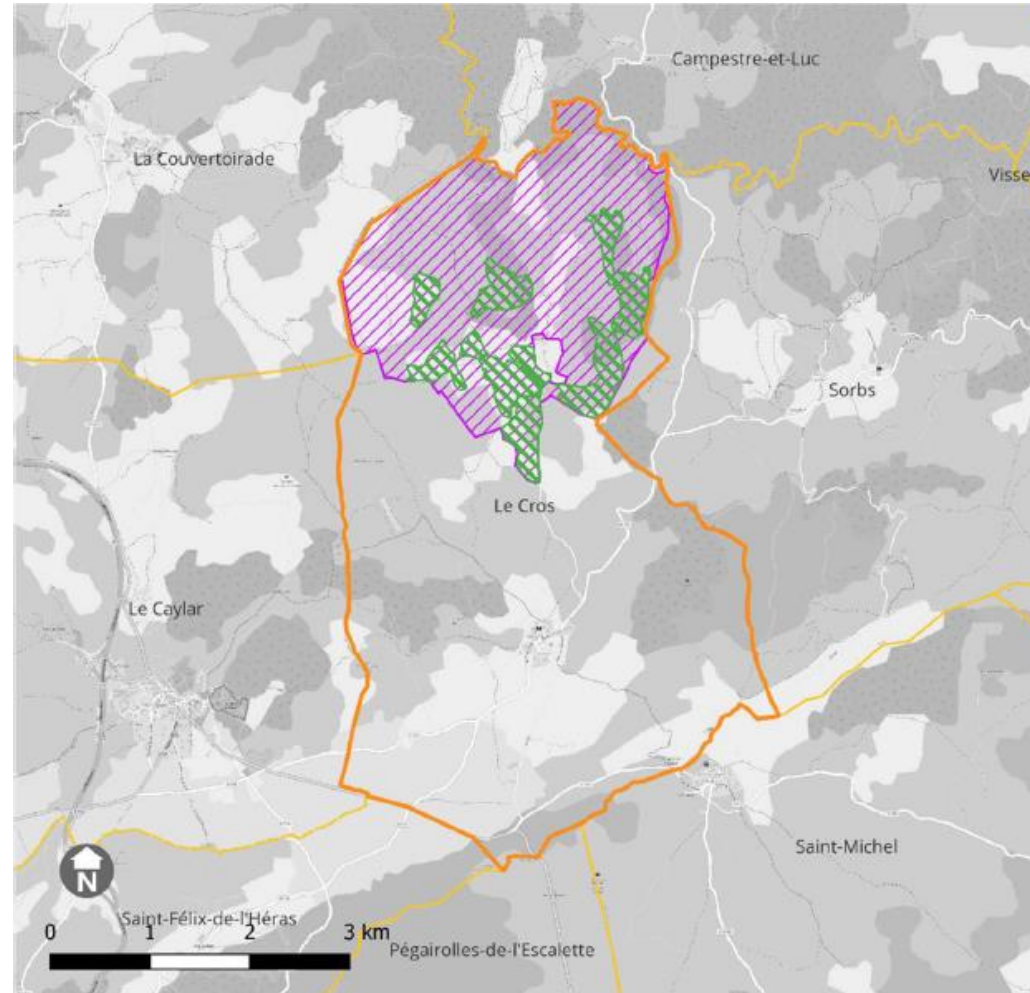 Campestre-et-Luc
La Couvertoirade
Visse
Sorbs
Le Cros
Le Caylar
Saint-Michel
N
Saint-Félix-de-l'Héras
0 1 2 3 km
Pégairolles-de-l'Escalette